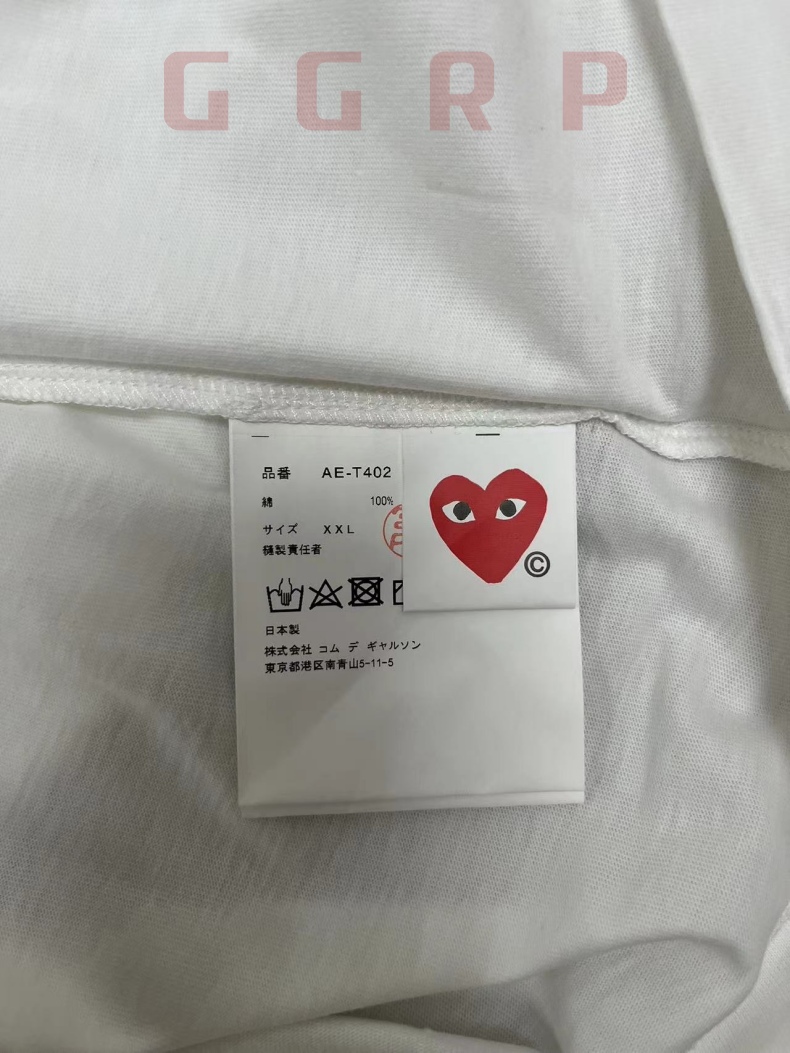 GGRP
品番 AE-T402
綿 100%
サイズ XXL
縫製責任者
©
日本製
株式会社 コム デ ギャルソン
東京都港区南青山5-11-5